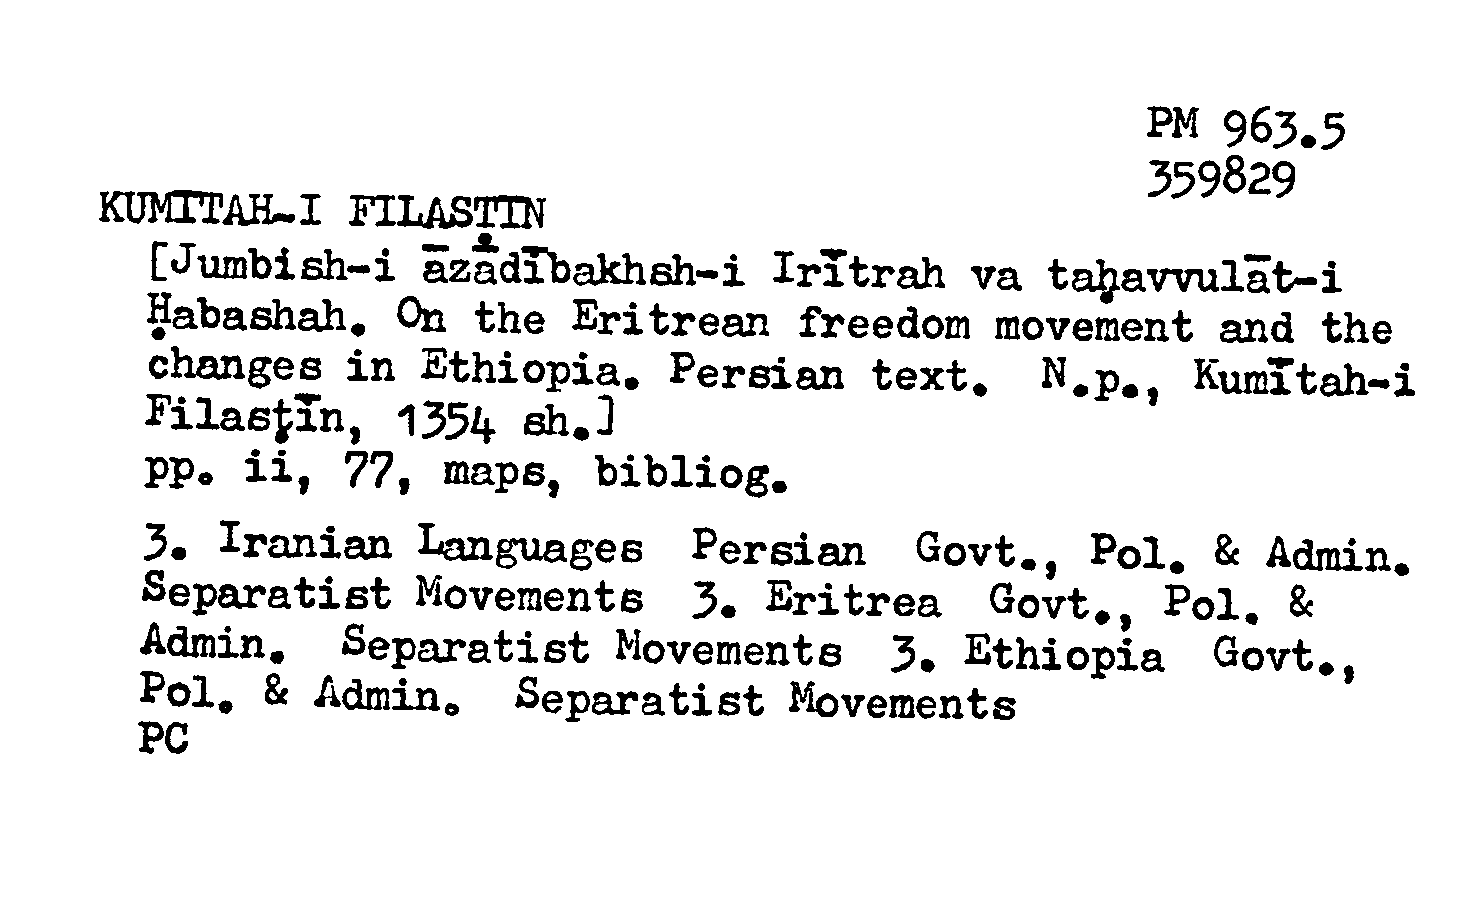 PM 963.5
359829
KUMĪTAH-I FILASṬĪN
[Jumbish-i āzādībakhsh-i Irītrah va taḥavvulāt-i
Ḥabashah. On the Eritrean freedom movement and the
changes in Ethiopia. Persian text. N.p., Kumītah-i
Filasṭīn, 1354 sh.]
pp. ii, 77, maps, bibliog.
3. Iranian Languages Persian Govt., Pol. & Admin.
Separatist Movements 3. Eritrea Govt., Pol. &
Admin. Separatist Movements 3. Ethiopia Govt.,
Pol. & Admin. Separatist Movements
PC